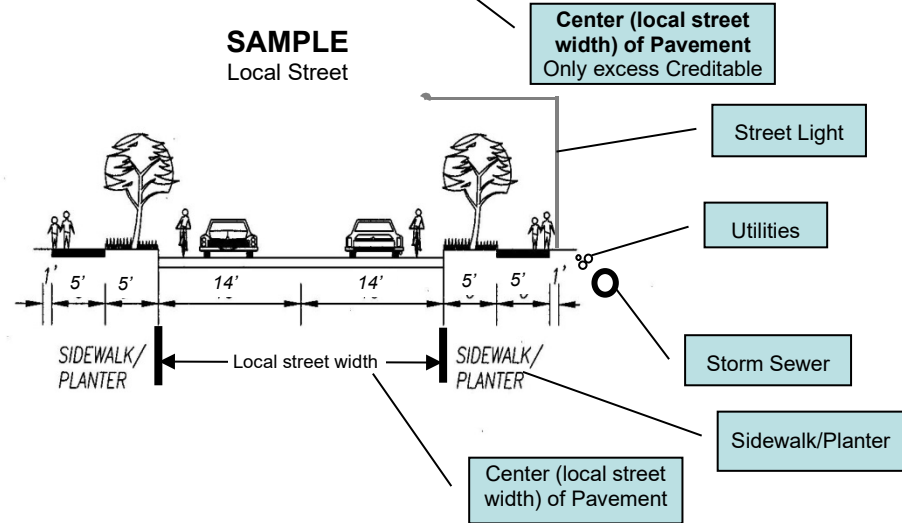 Center (local street
width) of Pavement
Only excess Creditable
SAMPLE
Local Street
Street Light
Utilities
1' 5' 5' 14' 14' 5' 5' 1'
Storm Sewer
SIDEWALK/
PLANTER
Local street width
SIDEWALK/
PLANTER
Sidewalk/Planter
Center (local street
width) of Pavement